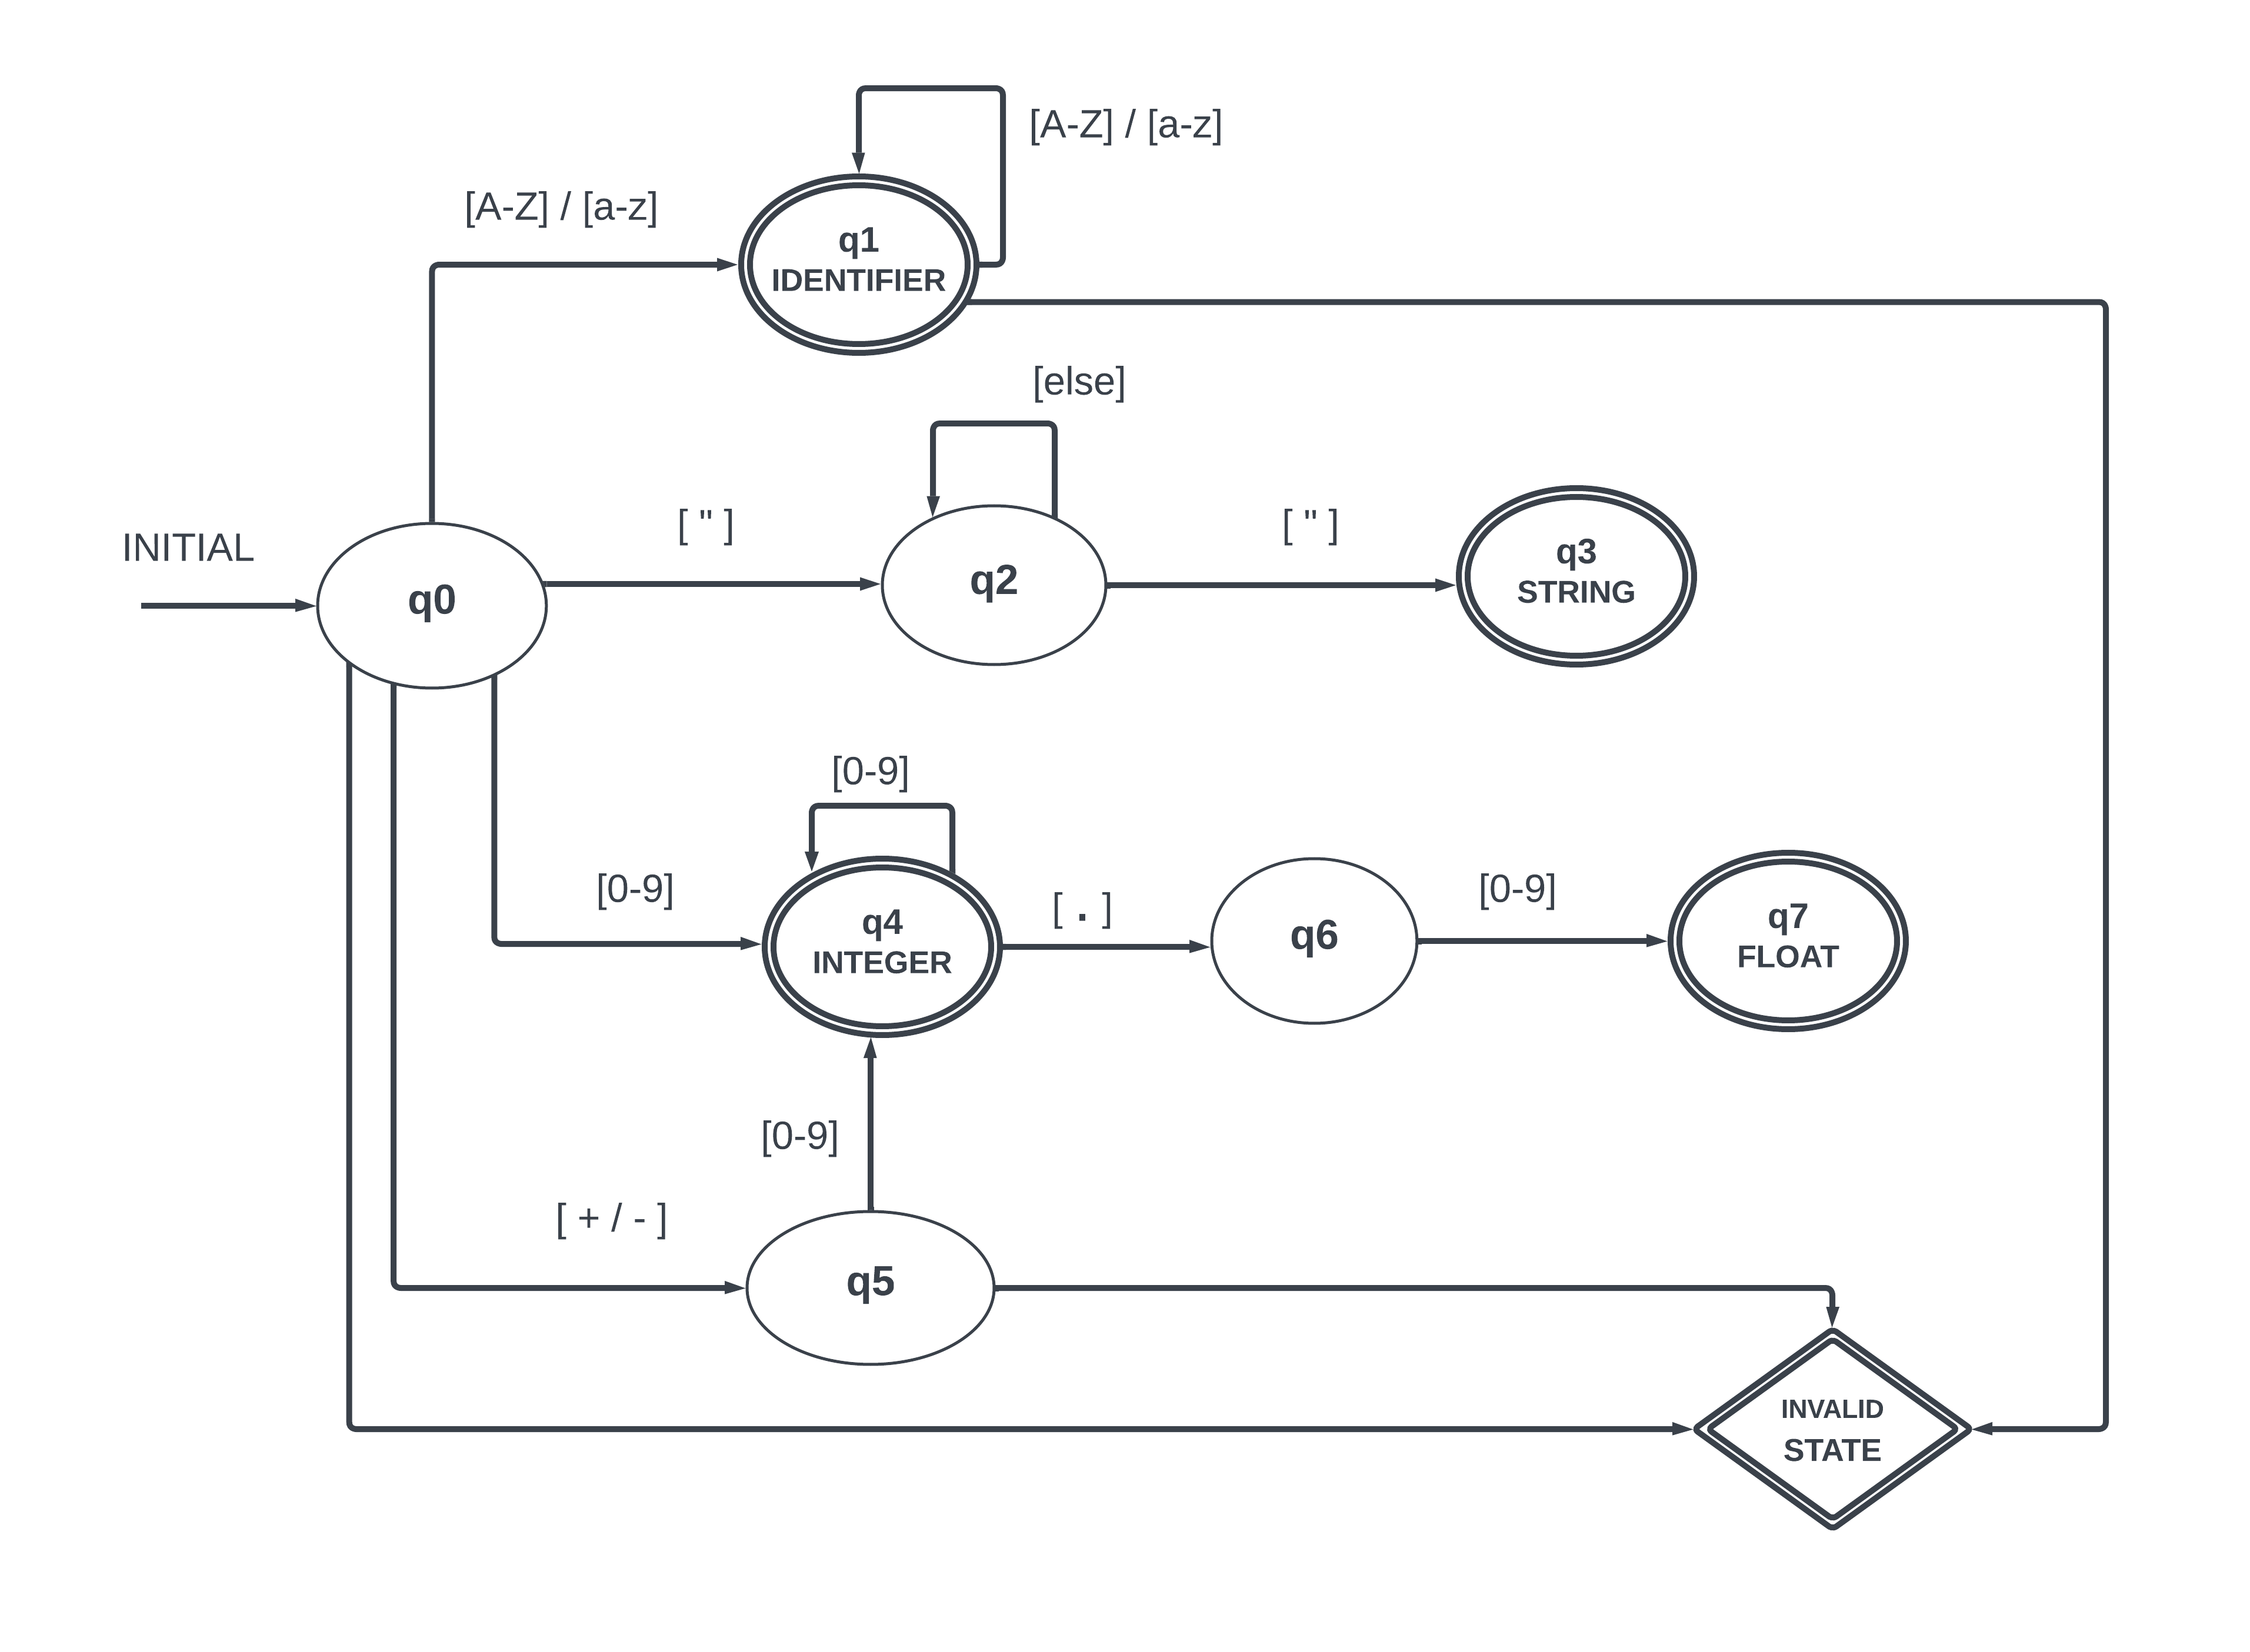 [A-Z] / [a-z]
[A-Z] / [a-z]
q1
IDENTIFIER
[else]
[ " ]
[ " ]
INITIAL
q0
q2
q3
STRING
[0-9]
[0-9]
[ . ]
[0-9]
q4
INTEGER
q6
q7
FLOAT
[0-9]
[ + / - ]
q5
INVALID
STATE